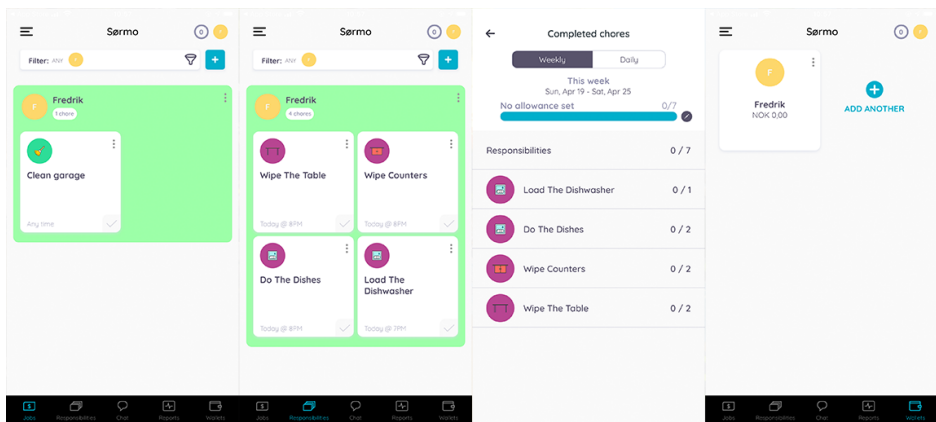 Sørmo
0
F
Filter: ANY
F
+
F
Fredrik
1 chore
Clean garage
Any time
Jobs
Responsibilities
Chat
Reports
Wallets
Sørmo
0
F
Filter: ANY
F
+
F
Fredrik
4 chores
Wipe The Table
Today @ 8PM
Wipe Counters
Today @ 8PM
Do The Dishes
Today @ 8PM
Load The
Dishwasher
Today @ 7PM
Jobs
Responsibilities
Chat
Reports
Wallets
Completed chores
Weekly
Daily
This week
Sun, Apr 19 - Sat, Apr 25
No allowance set
0/7
Responsibilities
0 / 7
Load The Dishwasher
0 / 1
Do The Dishes
0 / 2
Wipe Counters
0 / 2
Wipe The Table
0 / 2
Sørmo
0
F
F
Fredrik
NOK 0,00
ADD ANOTHER
Jobs
Responsibilities
Chat
Reports
Wallets